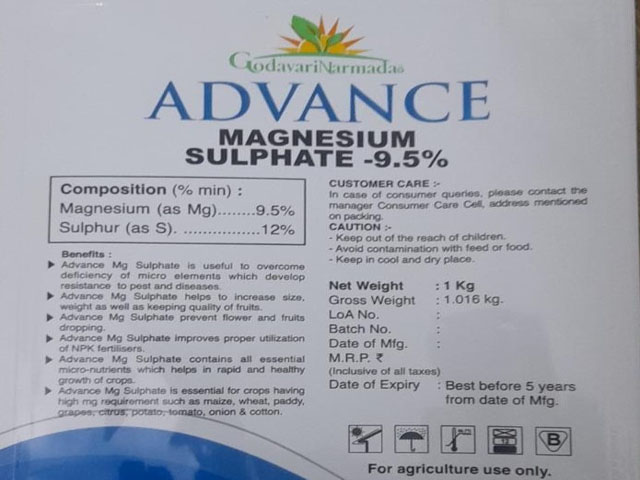 GodavariNarmadas
ADVANCE
MAGNESIUM
SULPHATE -9.5%
Composition (% min) :
Magnesium (as Mg)........9.5%
Sulphur (as S). ................12%
Benefits :
Advance Mg Sulphate is useful to overcome
deficiency of micro elements which develop
resistance to pest and diseases.
Advance Mg Sulphate helps to increase size,
weight as well as keeping quality of fruits.
Advance Mg Sulphate prevent flower and fruits
dropping.
Advance Mg Sulphate improves proper utilization
of NPK fertilisers.
Advance Mg Sulphate contains all essential
micro-nutrients which helps in rapid and healthy
growth of crops.
Advance Mg Sulphate is essential for crops having
high mg requirement such as maize, wheat, paddy,
grapes, citrus, potato, tomato, onion & cotton.
CUSTOMER CARE :-
In case of consumer queries, please contact the
manager Consumer Care Cell, address mentioned
on packing.
CAUTION :-
- Keep out of the reach of children.
- Avoid contamination with feed or food.
- Keep in cool and dry place.
Net Weight : 1 Kg
Gross Weight : 1.016 kg.
LoA No. :
Batch No. :
Date of Mfg. :
M.R.P. ₹ :
(Inclusive of all taxes)
Date of Expiry : Best before 5 years
from date of Mfg.
B
For agriculture use only.